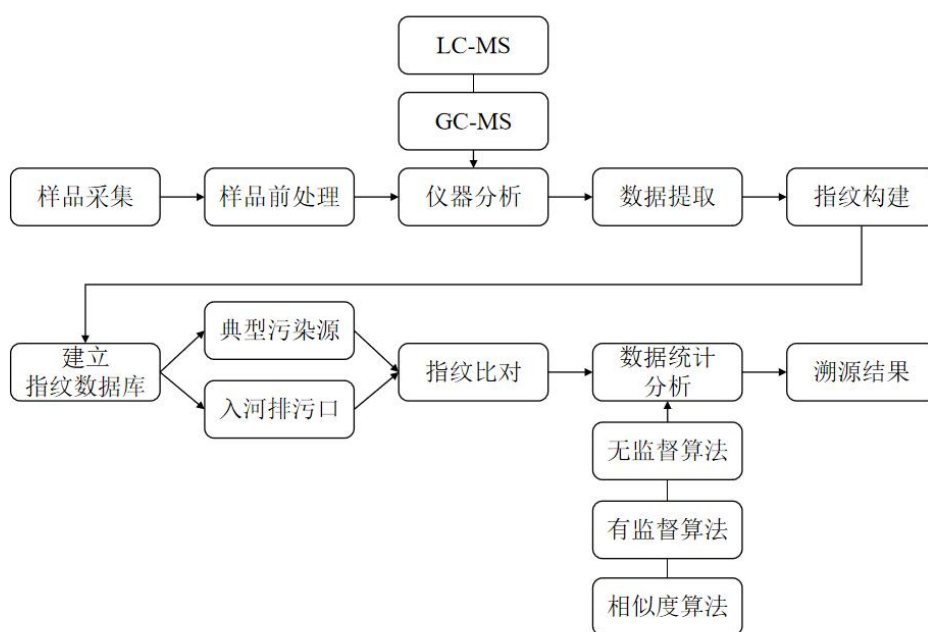 LC-MS
GC-MS
样品采集
样品前处理
仪器分析
数据提取
指纹构建
建立
指纹数据库
典型污染源
入河排污口
指纹比对
数据统计
分析
溯源结果
无监督算法
有监督算法
相似度算法